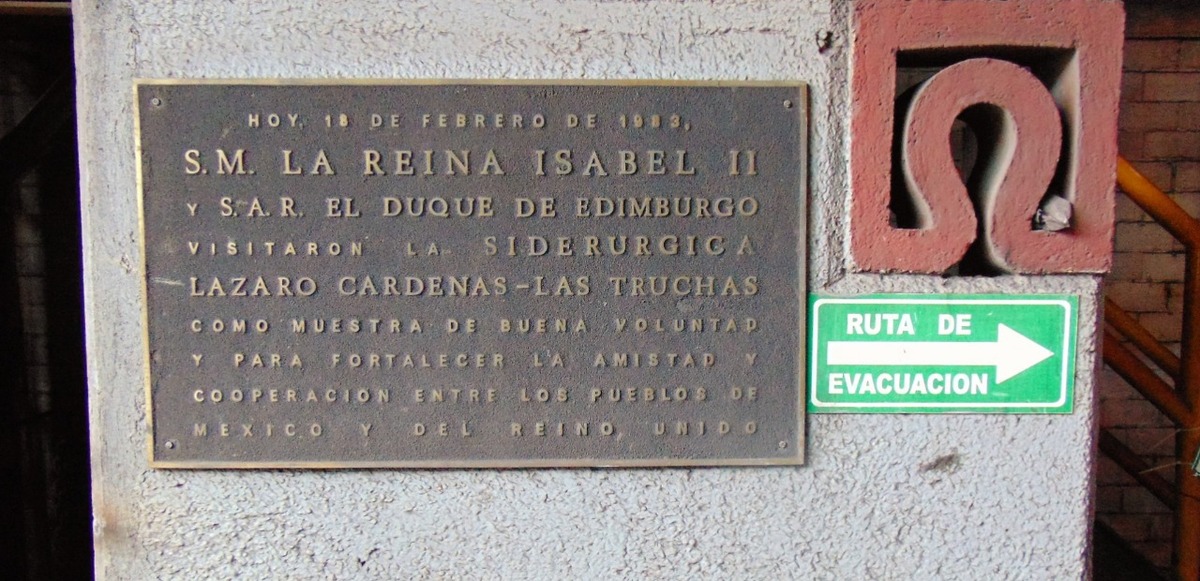 HOY, 18 DE FEBRERO DE 1983,
S.M. LA REINA ISABEL II
Y S.A.R. EL DUQUE DE EDIMBURGO
VISITARON LA SIDERURGICA
LAZARO CARDENAS-LAS TRUCHAS
COMO MUESTRA DE BUENA VOLUNTAD
Y PARA FORTALECER LA AMISTAD Y
COOPERACION ENTRE LOS PUEBLOS DE
MEXICO Y DEL REINO UNIDO
RUTA DE
EVACUACION